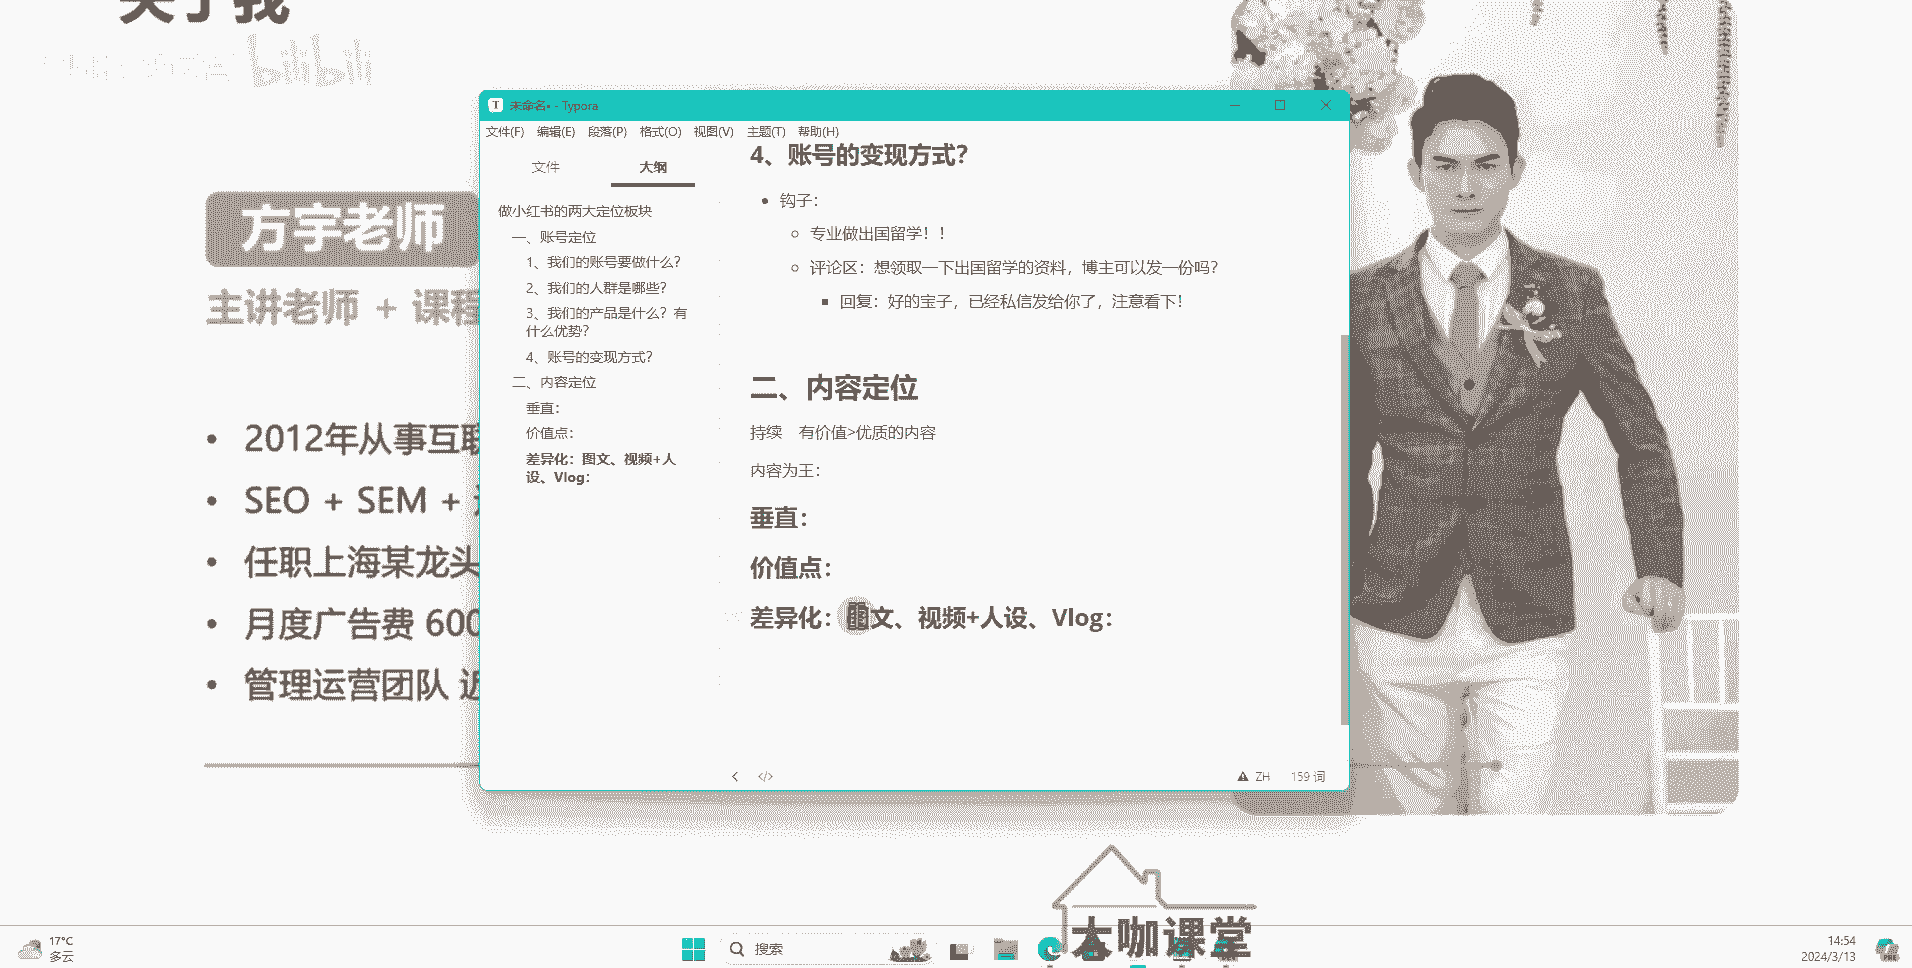 关于我
bilibili
方宇老师
主讲老师 + 课程
2012年从事互联
SEO + SEM +
任职上海某龙头
月度广告费 600
管理运营团队 近
未命名• - Typora
文件(F) 编辑(E) 段落(P) 格式(O) 视图(V) 主题(T) 帮助(H)
文件 大纲
做小红书的两大定位板块
一、账号定位
1、我们的账号要做什么？
2、我们的人群是哪些？
3、我们的产品是什么？有
什么优势？
4、账号的变现方式？
二、内容定位
垂直：
价值点：
差异化：图文、视频+人
设、Vlog：
4、账号的变现方式？
钩子：
专业做出国留学！！
评论区：想领取一下出国留学的资料，博主可以发一份吗？
回复：好的宝子，已经私信发给你了，注意看下！
二、内容定位
持续 有价值>优质的内容
内容为王：
垂直：
价值点：
差异化：图文、视频+人设、Vlog：
ZH 159 词
大咖课堂
17°C
多云
搜索
14:54
2024/3/13